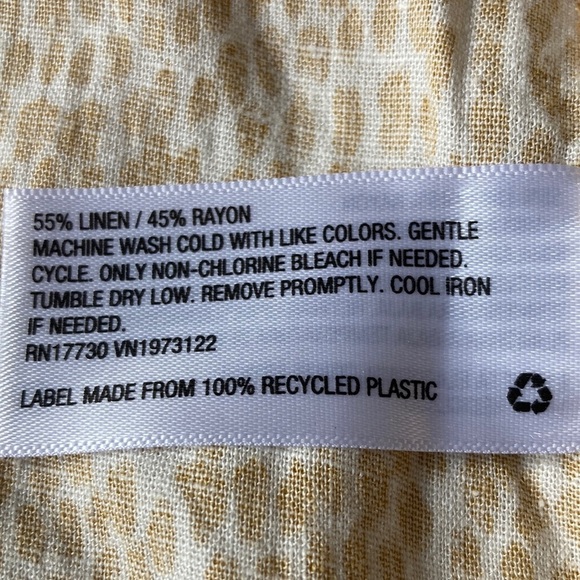 55% LINEN / 45% RAYON
MACHINE WASH COLD WITH LIKE COLORS. GENTLE
CYCLE. ONLY NON-CHLORINE BLEACH IF NEEDED.
TUMBLE DRY LOW. REMOVE PROMPTLY. COOL IRON
IF NEEDED.
RN17730 VN1973122
LABEL MADE FROM 100% RECYCLED PLASTIC